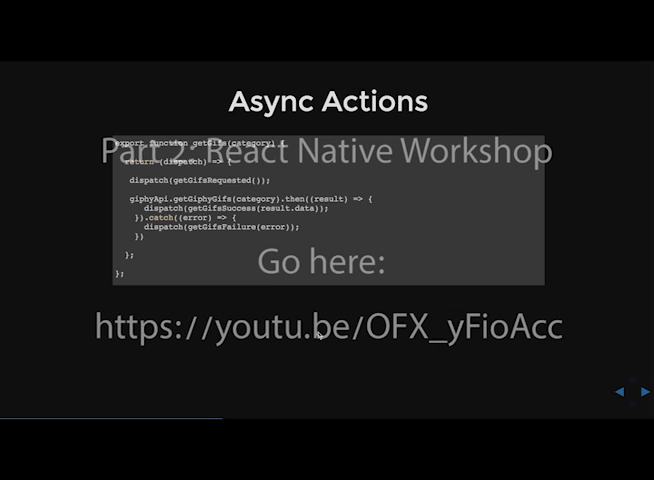 Async Actions
Part 2: React Native Workshop
export function getGifs(category) {
return (dispatch) => {
dispatch(getGifsRequested());
giphyApi.getGiphyGifs(category).then((result) => {
dispatch(getGifsSuccess(result.data));
}).catch((error) => {
dispatch(getGifsFailure(error));
})
};
};
Go here:
https://youtu.be/OFX_yFioAcc